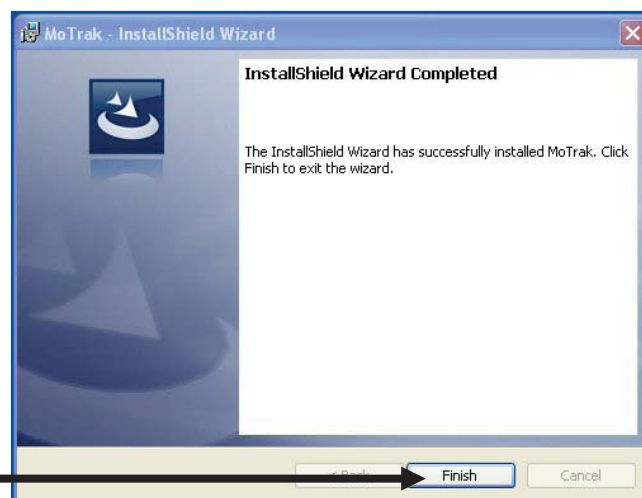 MoTrak - InstallShield Wizard
InstallShield Wizard Completed
The InstallShield Wizard has successfully installed MoTrak. Click
Finish to exit the wizard.
Finish
Cancel